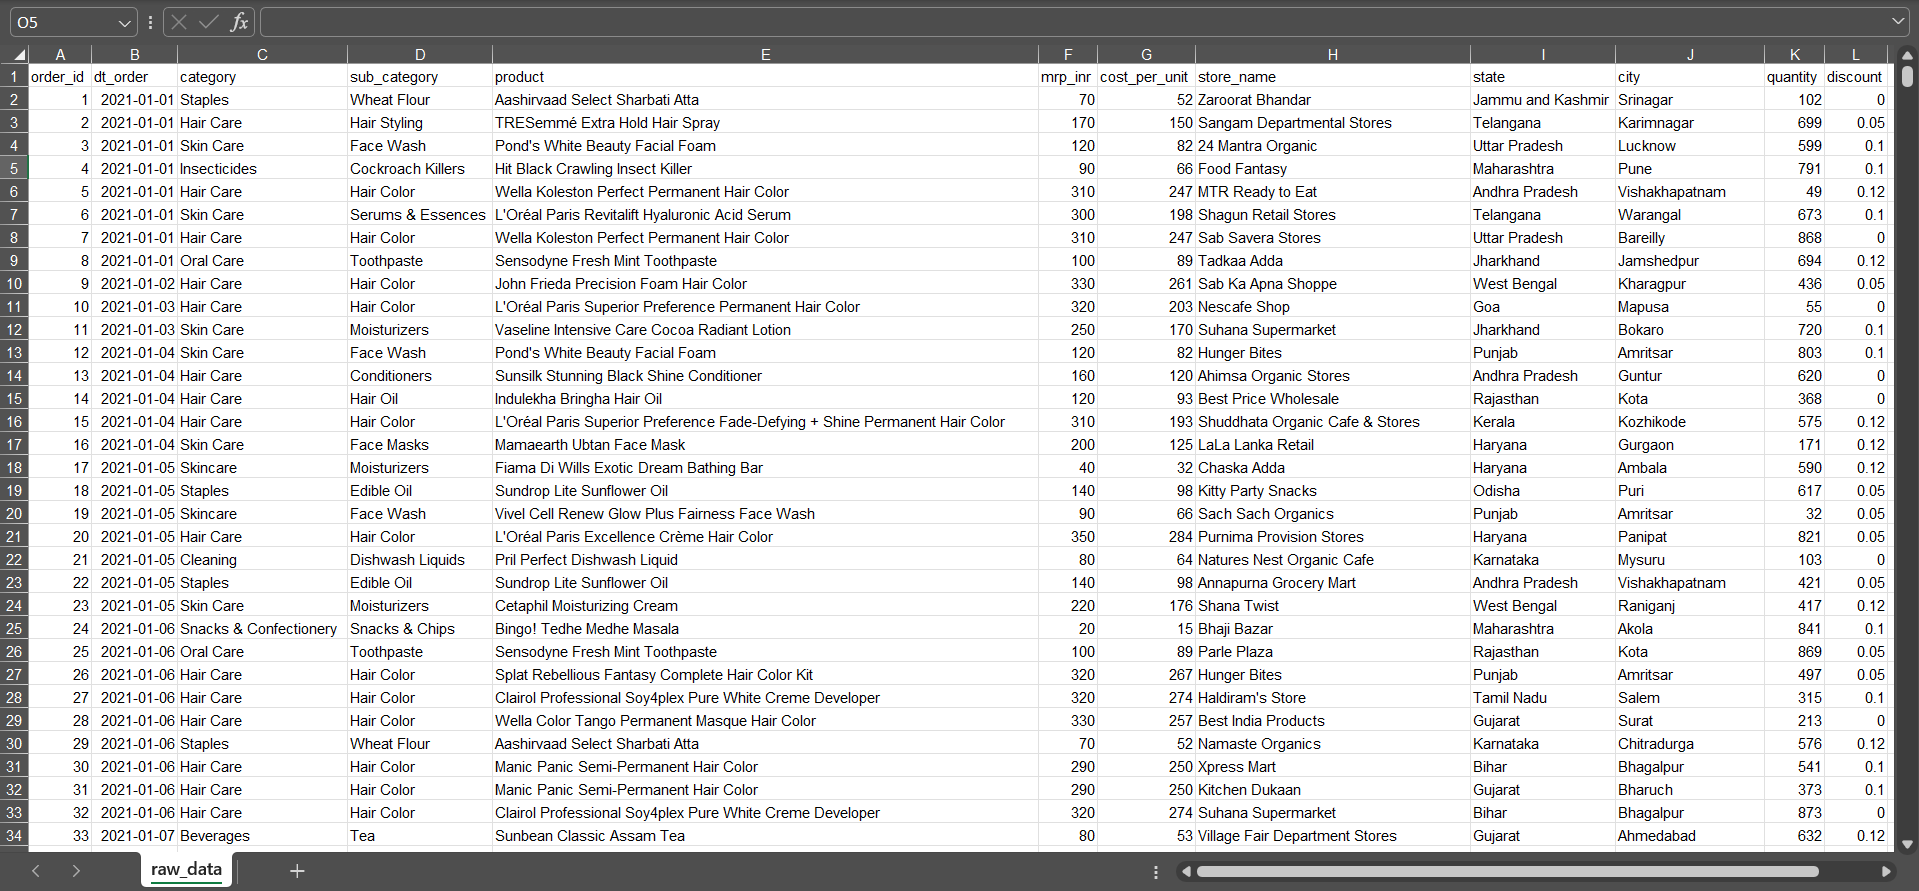 O5 fx
A B C D E F G H I J K L
1 order_id dt_order category sub_category product mrp_inr cost_per_unit store_name state city quantity discount
2 1 2021-01-01 Staples Wheat Flour Aashirvaad Select Sharbati Atta 70 52 Zaroorat Bhandar Jammu and Kashmir Srinagar 102 0
3 2 2021-01-01 Hair Care Hair Styling TRESemmé Extra Hold Hair Spray 170 150 Sangam Departmental Stores Telangana Karimnagar 699 0.05
4 3 2021-01-01 Skin Care Face Wash Pond's White Beauty Facial Foam 120 82 24 Mantra Organic Uttar Pradesh Lucknow 599 0.1
5 4 2021-01-01 Insecticides Cockroach Killers Hit Black Crawling Insect Killer 90 66 Food Fantasy Maharashtra Pune 791 0.1
6 5 2021-01-01 Hair Care Hair Color Wella Koleston Perfect Permanent Hair Color 310 247 MTR Ready to Eat Andhra Pradesh Vishakhapatnam 49 0.12
7 6 2021-01-01 Skin Care Serums & Essences L'Oréal Paris Revitalift Hyaluronic Acid Serum 300 198 Shagun Retail Stores Telangana Warangal 673 0.1
8 7 2021-01-01 Hair Care Hair Color Wella Koleston Perfect Permanent Hair Color 310 247 Sab Savera Stores Uttar Pradesh Bareilly 868 0
9 8 2021-01-01 Oral Care Toothpaste Sensodyne Fresh Mint Toothpaste 100 89 Tadkaa Adda Jharkhand Jamshedpur 694 0.12
10 9 2021-01-02 Hair Care Hair Color John Frieda Precision Foam Hair Color 330 261 Sab Ka Apna Shoppe West Bengal Kharagpur 436 0.05
11 10 2021-01-03 Hair Care Hair Color L'Oréal Paris Superior Preference Permanent Hair Color 320 203 Nescafe Shop Goa Mapusa 55 0
12 11 2021-01-03 Skin Care Moisturizers Vaseline Intensive Care Cocoa Radiant Lotion 250 170 Suhana Supermarket Jharkhand Bokaro 720 0.1
13 12 2021-01-04 Skin Care Face Wash Pond's White Beauty Facial Foam 120 82 Hunger Bites Punjab Amritsar 803 0.1
14 13 2021-01-04 Hair Care Conditioners Sunsilk Stunning Black Shine Conditioner 160 120 Ahimsa Organic Stores Andhra Pradesh Guntur 620 0
15 14 2021-01-04 Hair Care Hair Oil Indulekha Bringha Hair Oil 120 93 Best Price Wholesale Rajasthan Kota 368 0
16 15 2021-01-04 Hair Care Hair Color L'Oréal Paris Superior Preference Fade-Defying + Shine Permanent Hair Color 310 193 Shuddhata Organic Cafe & Stores Kerala Kozhikode 575 0.12
17 16 2021-01-04 Skin Care Face Masks Mamaearth Ubtan Face Mask 200 125 LaLa Lanka Retail Haryana Gurgaon 171 0.12
18 17 2021-01-05 Skincare Moisturizers Fiama Di Wills Exotic Dream Bathing Bar 40 32 Chaska Adda Haryana Ambala 590 0.12
19 18 2021-01-05 Staples Edible Oil Sundrop Lite Sunflower Oil 140 98 Kitty Party Snacks Odisha Puri 617 0.05
20 19 2021-01-05 Skincare Face Wash Vivel Cell Renew Glow Plus Fairness Face Wash 90 66 Sach Sach Organics Punjab Amritsar 32 0.05
21 20 2021-01-05 Hair Care Hair Color L'Oréal Paris Excellence Crème Hair Color 350 284 Purnima Provision Stores Haryana Panipat 821 0.05
22 21 2021-01-05 Cleaning Dishwash Liquids Pril Perfect Dishwash Liquid 80 64 Natures Nest Organic Cafe Karnataka Mysuru 103 0
23 22 2021-01-05 Staples Edible Oil Sundrop Lite Sunflower Oil 140 98 Annapurna Grocery Mart Andhra Pradesh Vishakhapatnam 421 0.05
24 23 2021-01-05 Skin Care Moisturizers Cetaphil Moisturizing Cream 220 176 Shana Twist West Bengal Raniganj 417 0.12
25 24 2021-01-06 Snacks & Confectionery Snacks & Chips Bingo! Tedhe Medhe Masala 20 15 Bhaji Bazar Maharashtra Akola 841 0.1
26 25 2021-01-06 Oral Care Toothpaste Sensodyne Fresh Mint Toothpaste 100 89 Parle Plaza Rajasthan Kota 869 0.05
27 26 2021-01-06 Hair Care Hair Color Splat Rebellious Fantasy Complete Hair Color Kit 320 267 Hunger Bites Punjab Amritsar 497 0.05
28 27 2021-01-06 Hair Care Hair Color Clairol Professional Soy4plex Pure White Creme Developer 320 274 Haldiram's Store Tamil Nadu Salem 315 0.1
29 28 2021-01-06 Hair Care Hair Color Wella Color Tango Permanent Masque Hair Color 330 257 Best India Products Gujarat Surat 213 0
30 29 2021-01-06 Staples Wheat Flour Aashirvaad Select Sharbati Atta 70 52 Namaste Organics Karnataka Chitradurga 576 0.12
31 30 2021-01-06 Hair Care Hair Color Manic Panic Semi-Permanent Hair Color 290 250 Xpress Mart Bihar Bhagalpur 541 0.1
32 31 2021-01-06 Hair Care Hair Color Manic Panic Semi-Permanent Hair Color 290 250 Kitchen Dukaan Gujarat Bharuch 373 0.1
33 32 2021-01-06 Hair Care Hair Color Clairol Professional Soy4plex Pure White Creme Developer 320 274 Suhana Supermarket Bihar Bhagalpur 873 0
34 33 2021-01-07 Beverages Tea Sunbean Classic Assam Tea 80 53 Village Fair Department Stores Gujarat Ahmedabad 632 0.12
raw_data